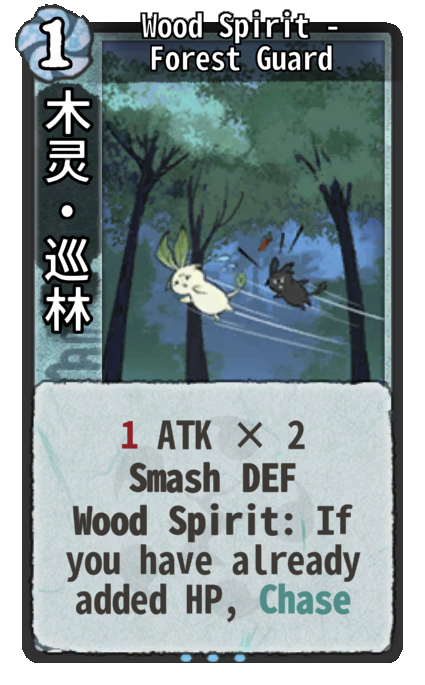 1
Wood Spirit -
Forest Guard
木灵・巡林
1 ATK × 2
Smash DEF
Wood Spirit: If
you have already
added HP, Chase